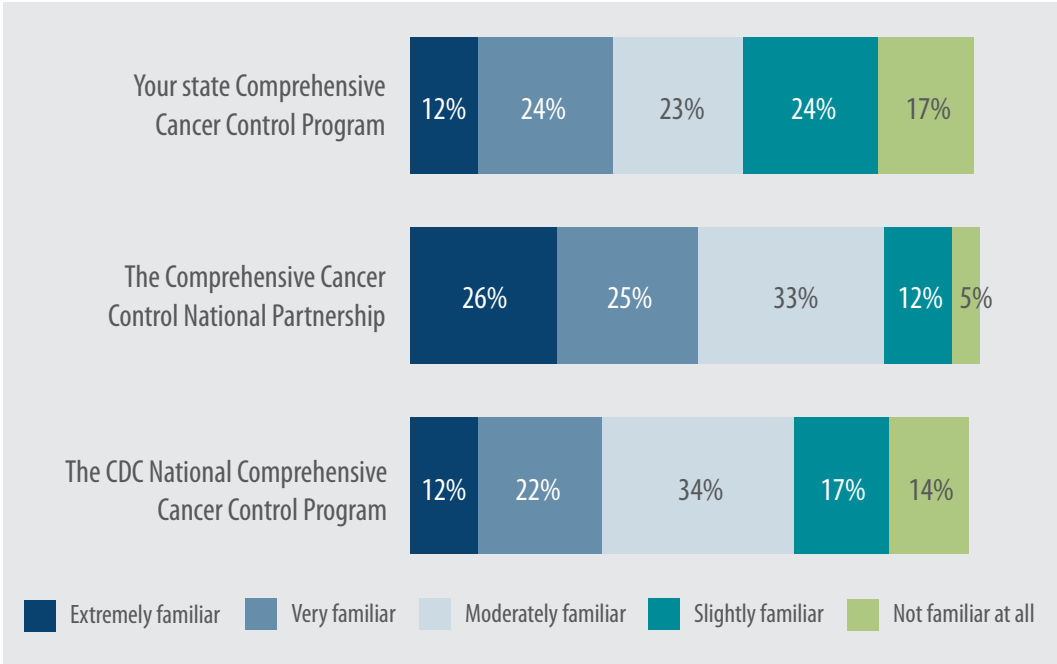 Your state Comprehensive
Cancer Control Program
12% 24% 23% 24% 17%
The Comprehensive Cancer
Control National Partnership
26% 25% 33% 12% 5%
The CDC National Comprehensive
Cancer Control Program
12% 22% 34% 17% 14%
Extremely familiar Very familiar Moderately familiar Slightly familiar Not familiar at all